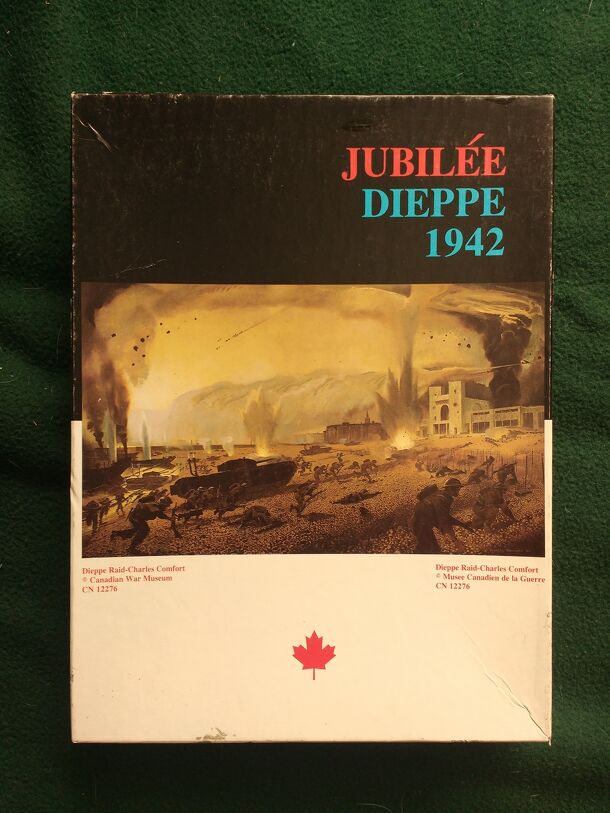 JUBILÉE
DIEPPE
1942
Dieppe Raid-Charles Comfort
© Canadian War Museum
CN 12276
Dieppe Raid-Charles Comfort
© Musee Canadien de la Guerre
CN 12276